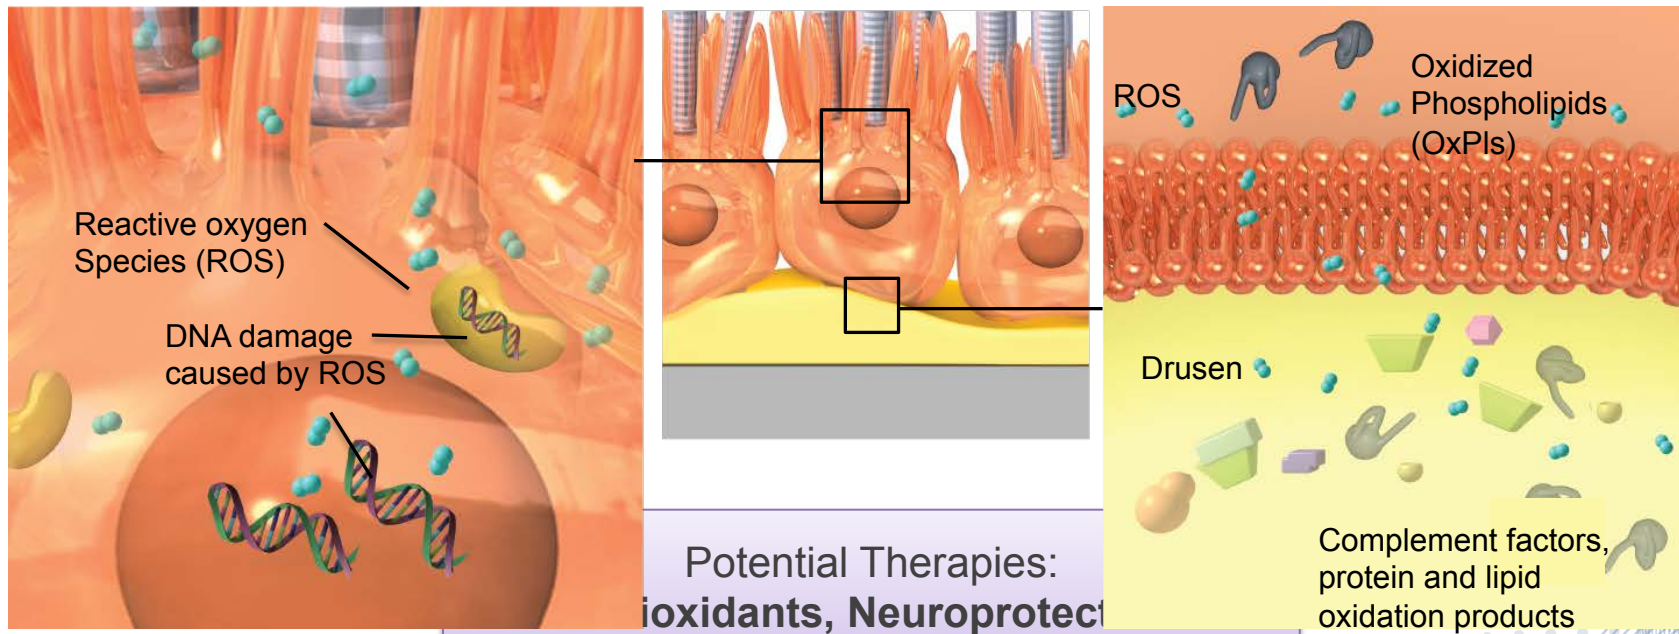 Reactive oxygen
Species (ROS)
DNA damage
caused by ROS
ROS
Oxidized
Phospholipids
(OxPls)
Drusen
Complement factors,
protein and lipid
oxidation products
Potential Therapies:
ioxidants, Neuroprotect